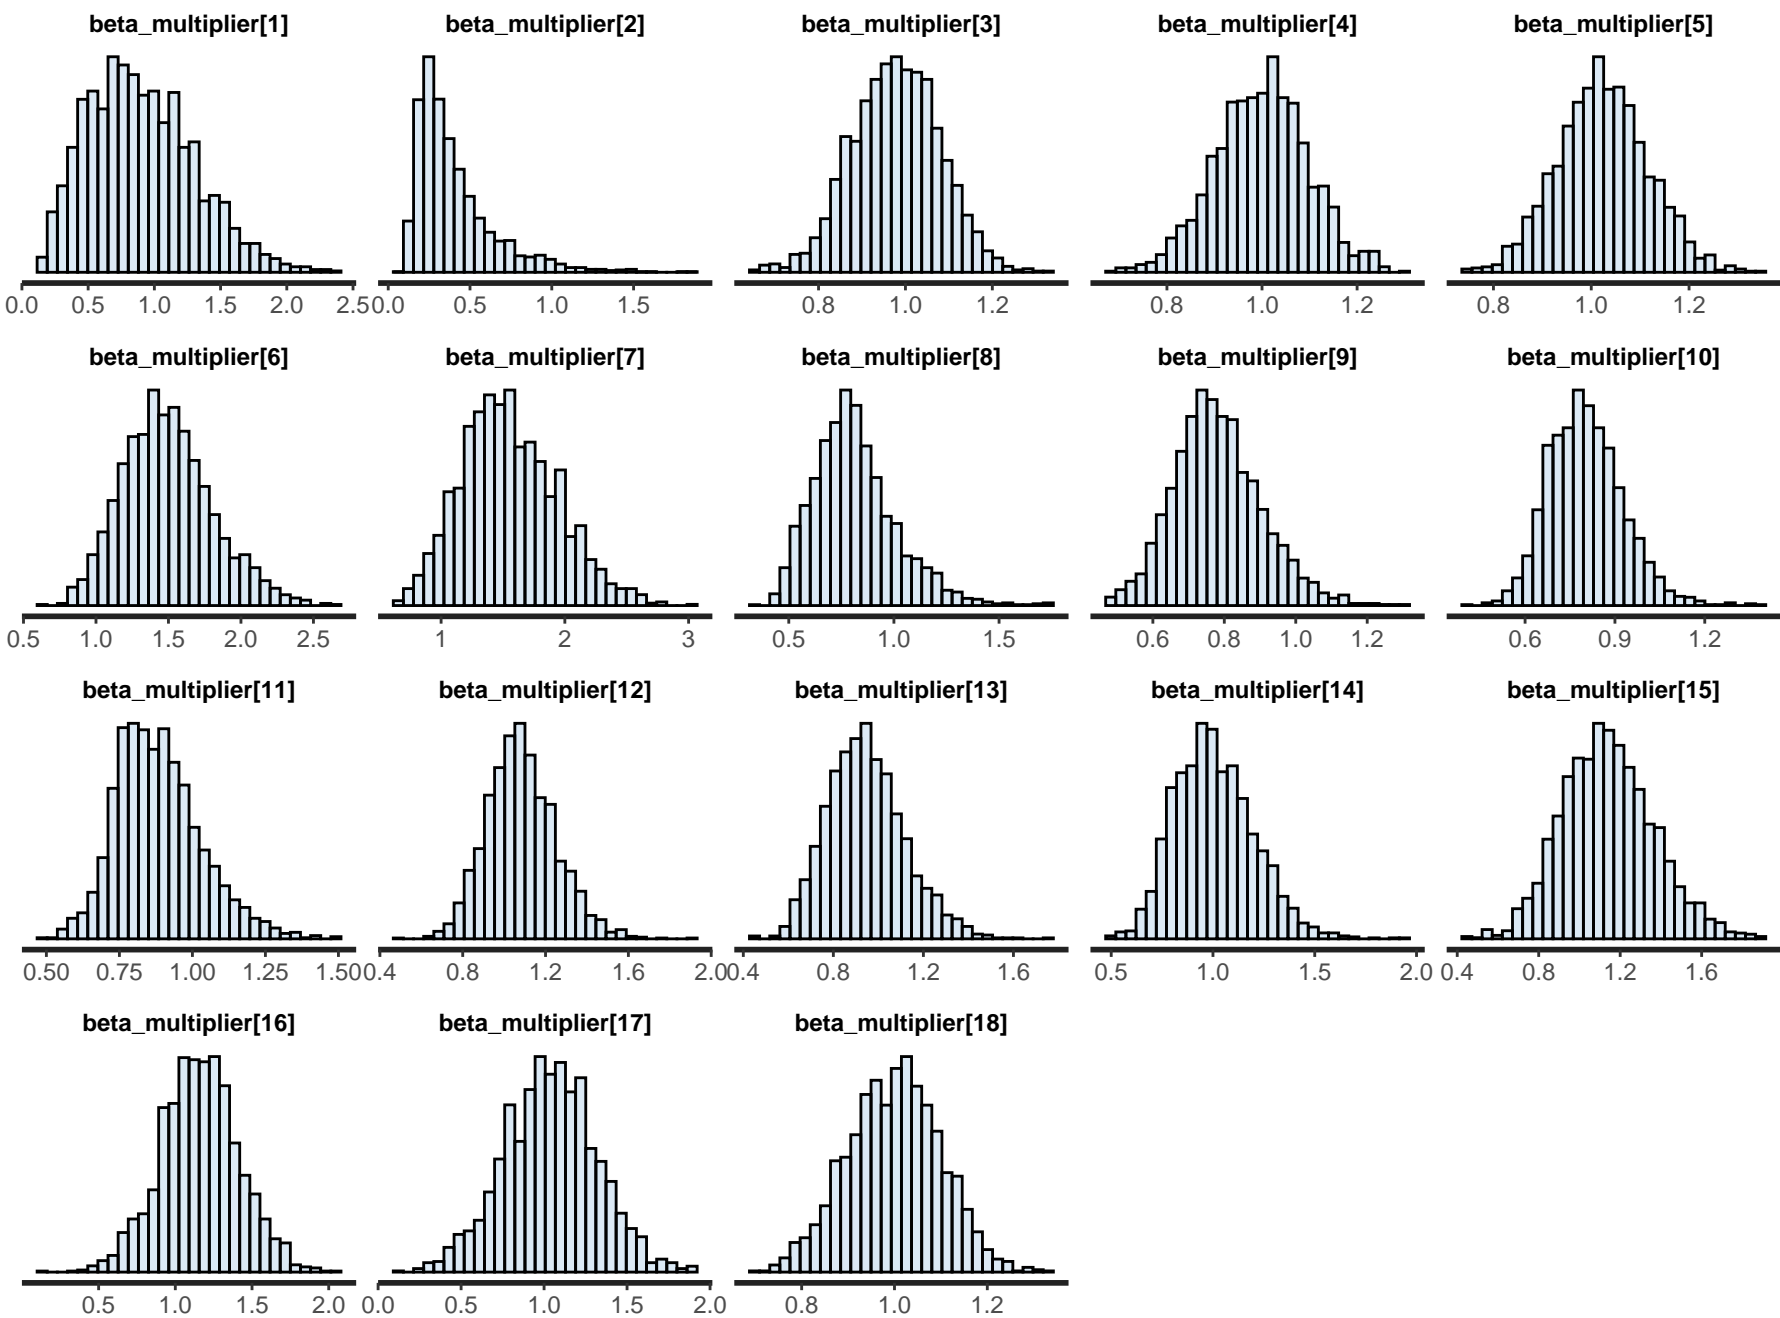 beta_multiplier[1] beta_multiplier[2] beta_multiplier[3] beta_multiplier[4] beta_multiplier[5]
0.0 0.5 1.0 1.5 2.0 2.5 0.0 0.5 1.0 1.5 0.8 1.0 1.2 0.8 1.0 1.2 0.8 1.0 1.2
beta_multiplier[6] beta_multiplier[7] beta_multiplier[8] beta_multiplier[9] beta_multiplier[10]
0.5 1.0 1.5 2.0 2.5 1 2 3 0.5 1.0 1.5 0.6 0.8 1.0 1.2 0.6 0.9 1.2
beta_multiplier[11] beta_multiplier[12] beta_multiplier[13] beta_multiplier[14] beta_multiplier[15]
0.50 0.75 1.00 1.25 1.50 0.4 0.8 1.2 1.6 2.0 0.4 0.8 1.2 1.6 0.5 1.0 1.5 2.0 0.4 0.8 1.2 1.6
beta_multiplier[16] beta_multiplier[17] beta_multiplier[18]
0.5 1.0 1.5 2.0 0.0 0.5 1.0 1.5 2.0 0.8 1.0 1.2